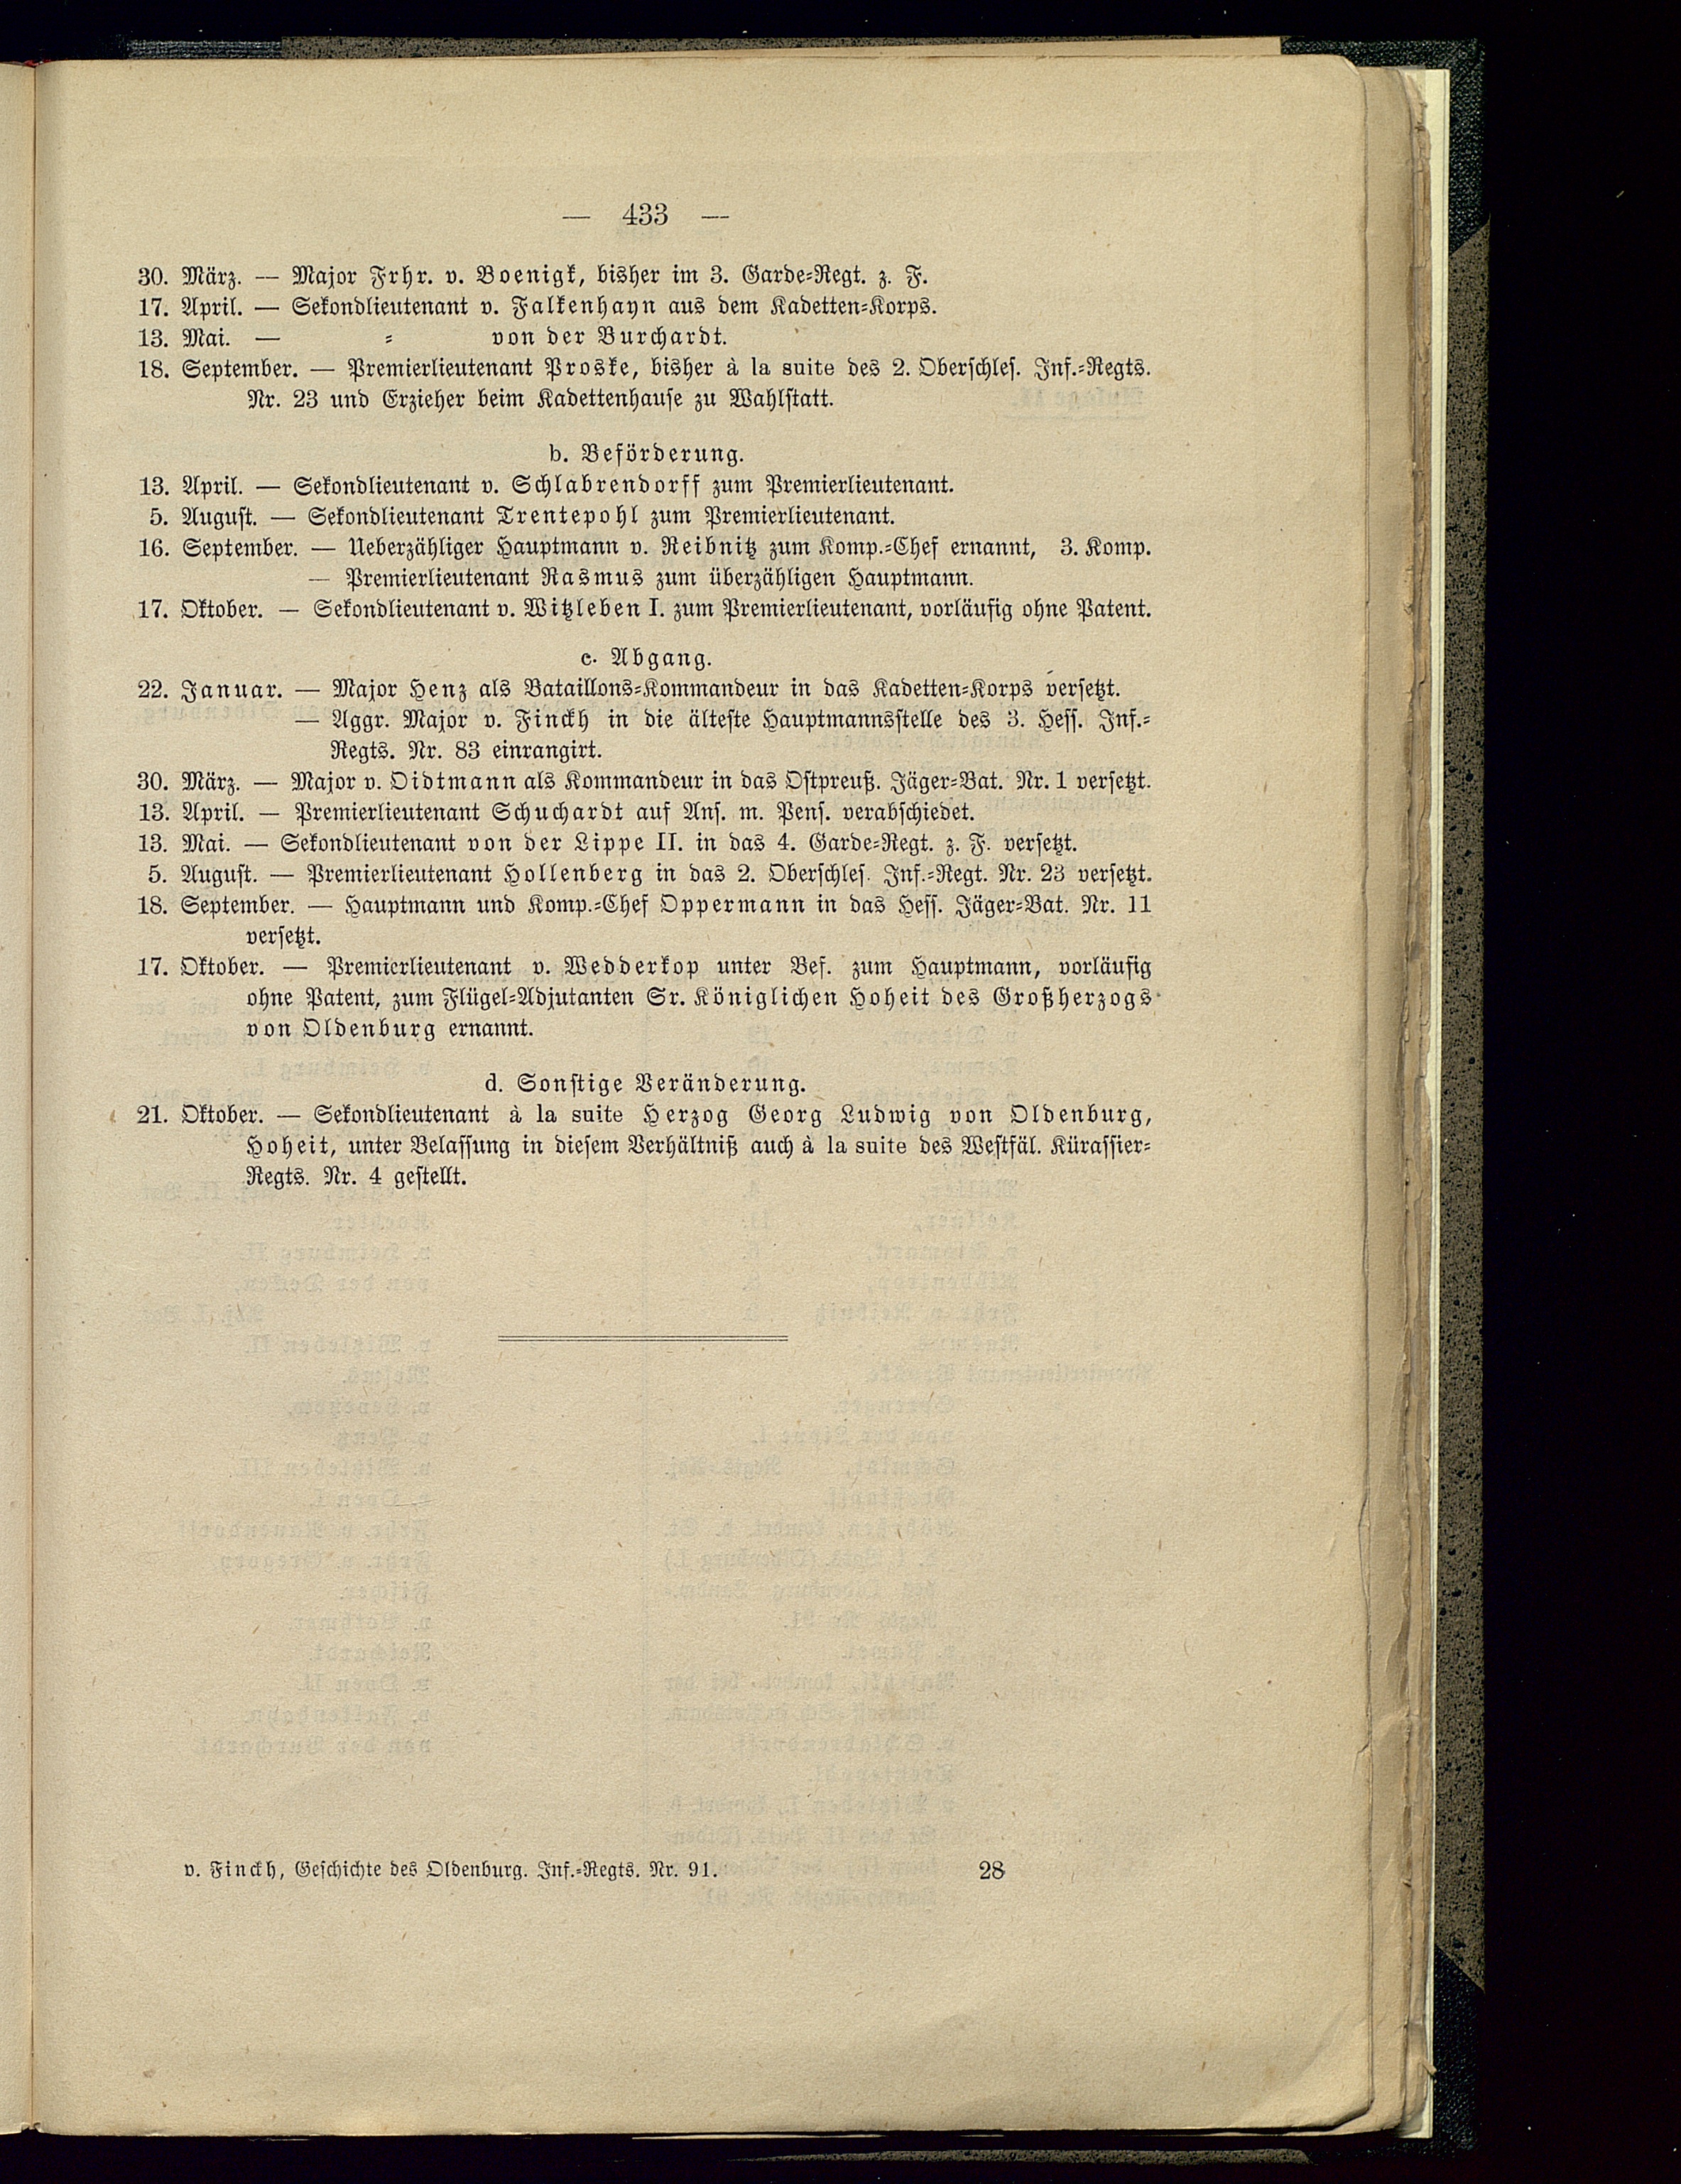 — 433 —
30. März. — Major Frhr. v. Boenigk, bisher im 3. Garde-Regt. z. F.
17. April. — Sekondlieutenant v. Falkenhayn aus dem Kadetten-Korps.
13. Mai. — = von der Burchardt.
18. September. — Premierlieutenant Proske, bisher à la suite des 2. Oberschles. Inf.-Regts.
Nr. 23 und Erzieher beim Kadettenhause zu Wahlstatt.
b. Beförderung.
13. April. — Sekondlieutenant v. Schlabrendorff zum Premierlieutenant.
5. August. — Sekondlieutenant Trentepohl zum Premierlieutenant.
16. September. — Ueberzähliger Hauptmann v. Reibnitz zum Komp.-Chef ernannt, 3. Komp.
— Premierlieutenant Rasmus zum überzähligen Hauptmann.
17. Oktober. — Sekondlieutenant v. Witzleben I. zum Premierlieutenant, vorläufig ohne Patent.
c. Abgang.
22. Januar. — Major Henz als Bataillons-Kommandeur in das Kadetten-Korps versetzt.
— Aggr. Major v. Finckh in die älteste Hauptmannsstelle des 3. Hess. Inf.-
Regts. Nr. 83 einrangirt.
30. März. — Major v. Oidtmann als Kommandeur in das Ostpreuß. Jäger-Bat. Nr. 1 versetzt.
13. April. — Premierlieutenant Schuchardt auf Ans. m. Pens. verabschiedet.
13. Mai. — Sekondlieutenant von der Lippe II. in das 4. Garde-Regt. z. F. versetzt.
5. August. — Premierlieutenant Hollenberg in das 2. Oberschles. Inf.-Regt. Nr. 23 versetzt.
18. September. — Hauptmann und Komp.-Chef Oppermann in das Hess. Jäger-Bat. Nr. 11
versetzt.
17. Oktober. — Premierlieutenant v. Wedderkop unter Bef. zum Hauptmann, vorläufig
ohne Patent, zum Flügel-Adjutanten Sr. Königlichen Hoheit des Großherzogs
von Oldenburg ernannt.
d. Sonstige Veränderung.
21. Oktober. — Sekondlieutenant à la suite Herzog Georg Ludwig von Oldenburg,
Hoheit, unter Belassung in diesem Verhältniß auch à la suite des Westfäl. Kürassier-
Regts. Nr. 4 gestellt.
v. Finckh, Geschichte des Oldenburg. Inf.-Regts. Nr. 91. 28